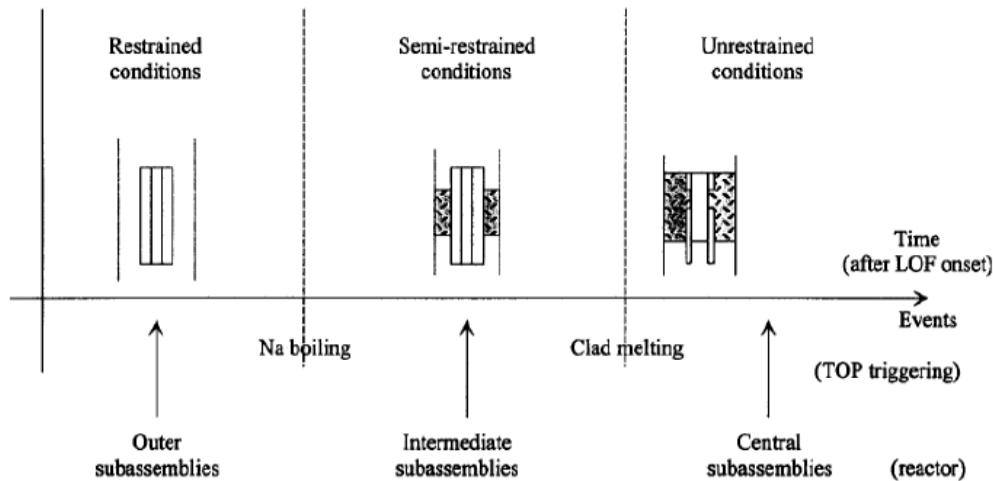 Restrained
conditions
Semi-restrained
conditions
Unrestrained
conditions
Time
(after LOF onset)
Events
Na boiling
Clad melting
(TOP triggering)
Outer
subassemblies
Intermediate
subassemblies
Central
subassemblies
(reactor)